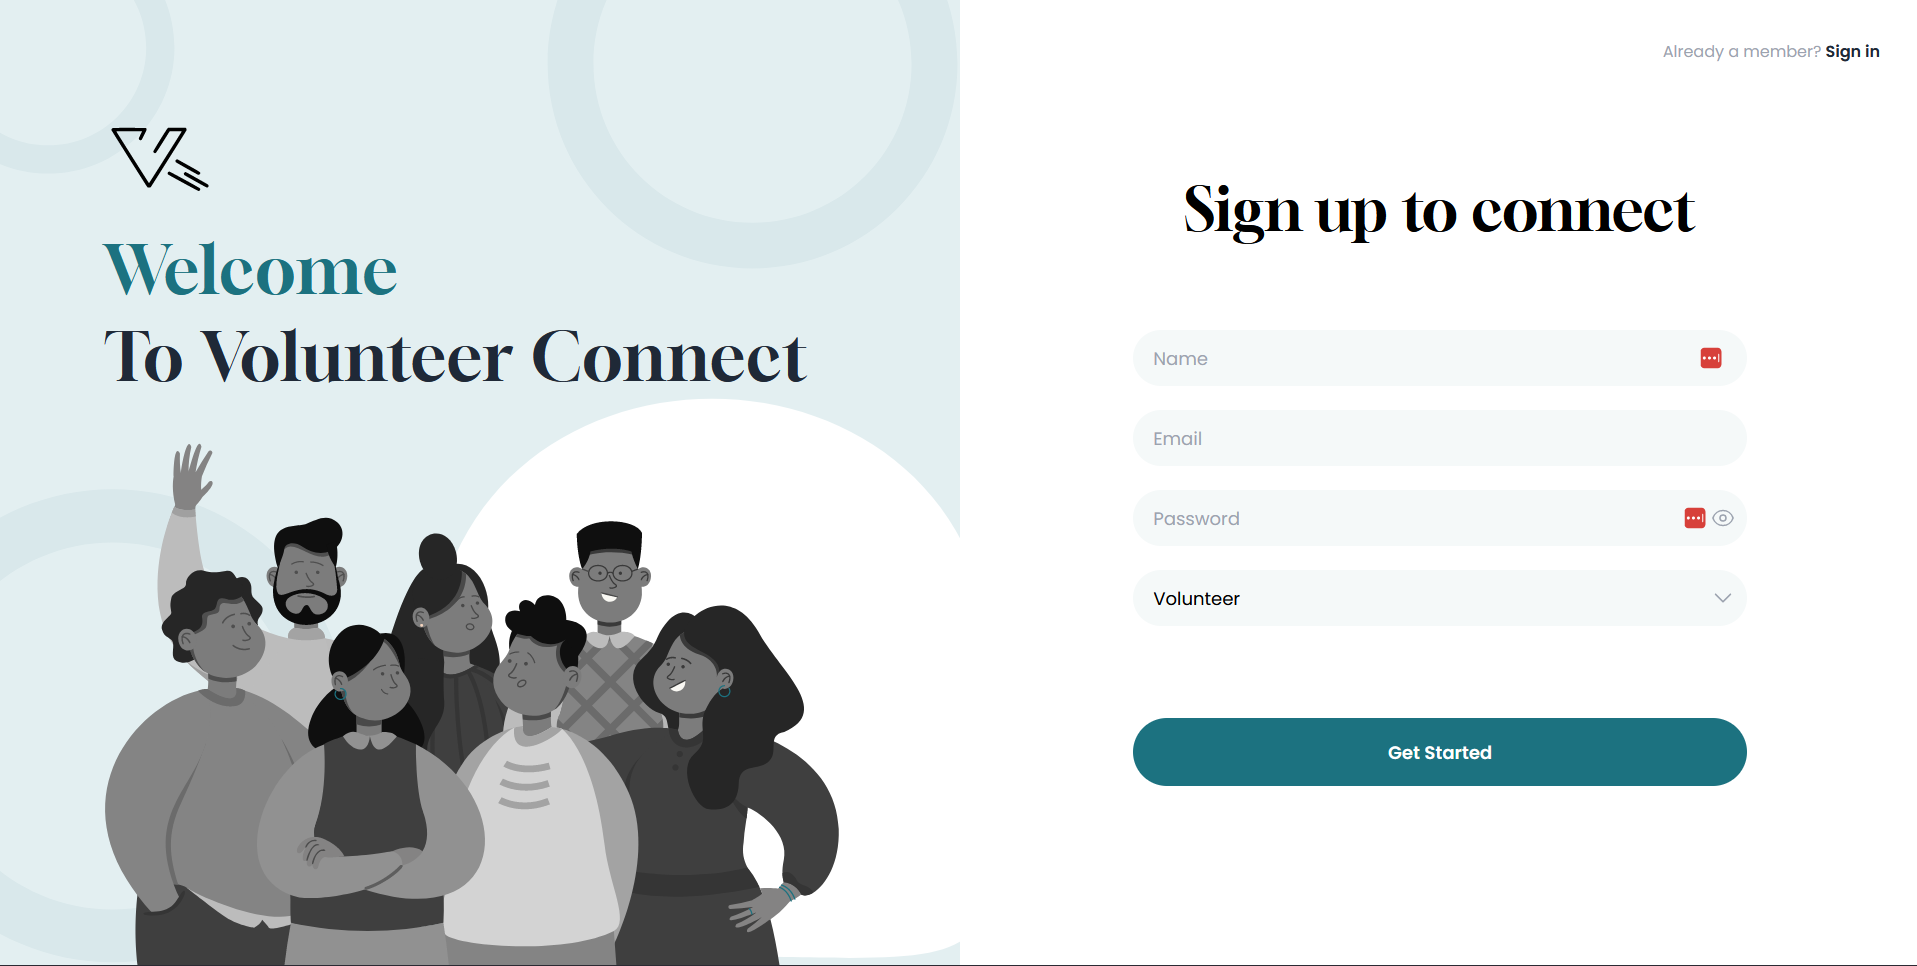 Welcome
To Volunteer Connect
Already a member? Sign in
Sign up to connect
Name
Email
Password
Volunteer
Get Started